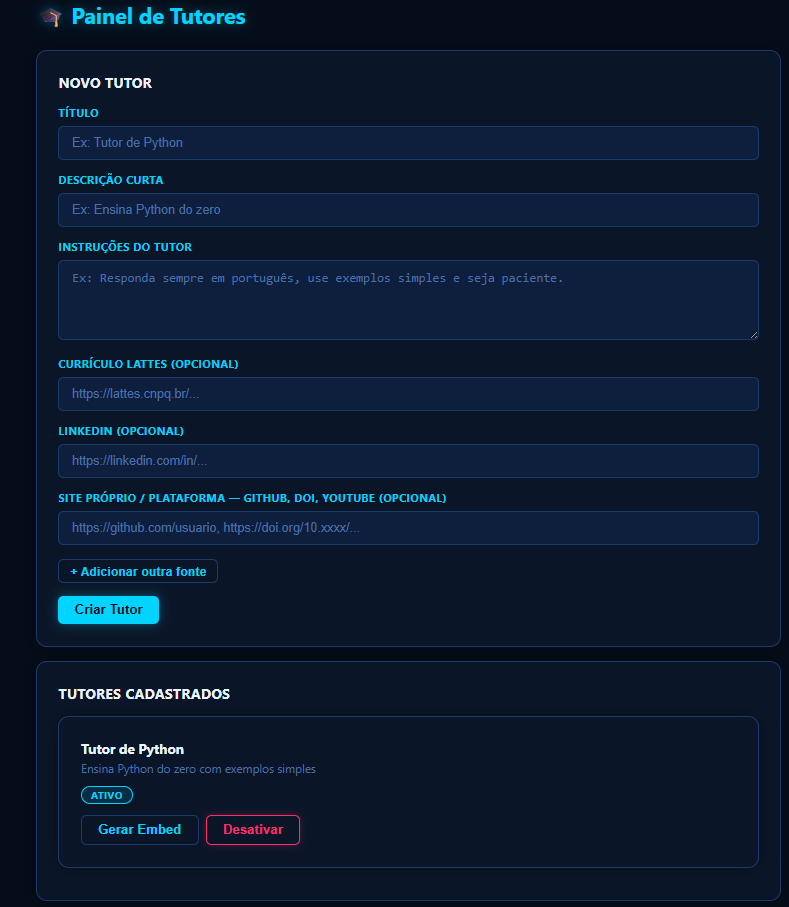 Painel de Tutores
NOVO TUTOR
TÍTULO
Ex: Tutor de Python
DESCRIÇÃO CURTA
Ex: Ensina Python do zero
INSTRUÇÕES DO TUTOR
Ex: Responda sempre em português, use exemplos simples e seja paciente.
CURRÍCULO LATTES (OPCIONAL)
https://lattes.cnpq.br/...
LINKEDIN (OPCIONAL)
https://linkedin.com/in/...
SITE PRÓPRIO / PLATAFORMA — GITHUB, DOI, YOUTUBE (OPCIONAL)
https://github.com/usuario, https://doi.org/10.xxxx/...
+ Adicionar outra fonte
Criar Tutor
TUTORES CADASTRADOS
Tutor de Python
Ensina Python do zero com exemplos simples
ATIVO
Gerar Embed Desativar